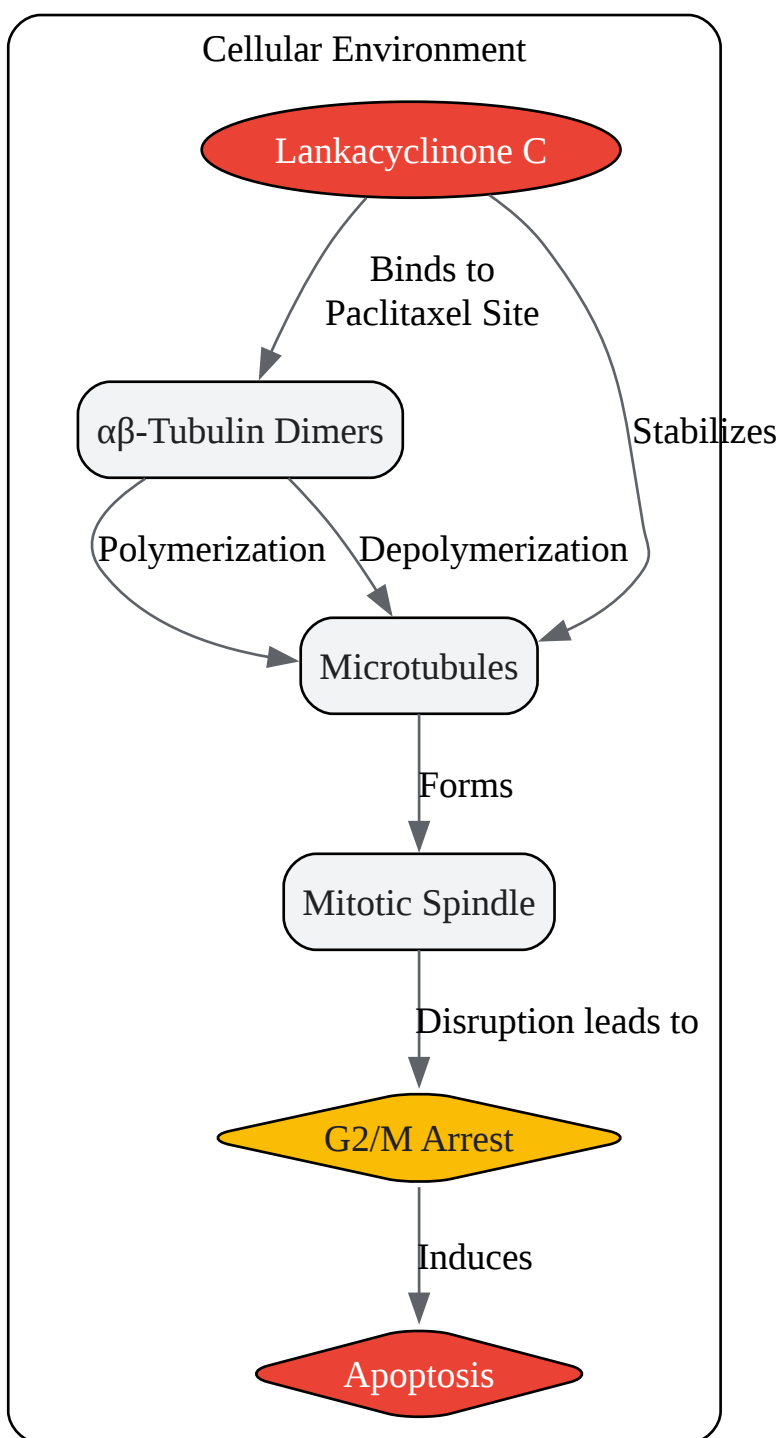 Cellular Environment
Lankacyclinone C
Binds to
Paclitaxel Site
αβ-Tubulin Dimers
Stabilizes
Polymerization
Depolymerization
Microtubules
Forms
Mitotic Spindle
Disruption leads to
G2/M Arrest
Induces
Apoptosis